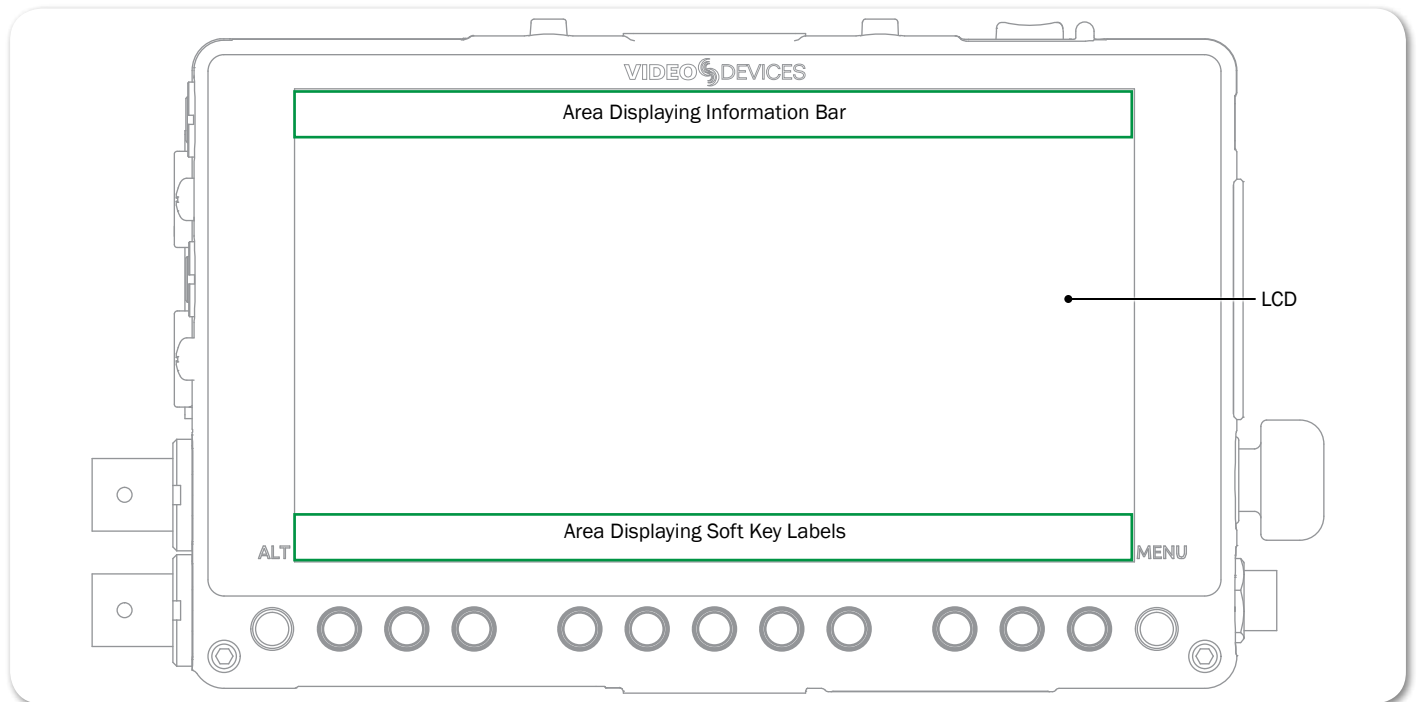 VIDEO DEVICES
Area Displaying Information Bar
LCD
Area Displaying Soft Key Labels
ALT
MENU